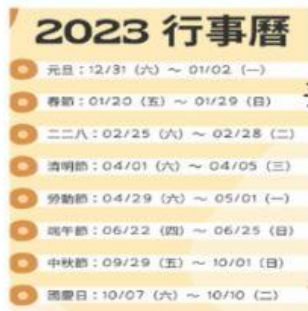 2023 行事曆
元旦：12/31（六）～ 01/02（一）
春節：01/20（五）～ 01/29（日）
二二八：02/25（六）～ 02/28（二）
清明節：04/01（六）～ 04/05（三）
勞動節：04/29（六）～ 05/01（一）
端午節：06/22（四）～ 06/25（日）
中秋節：09/29（五）～ 10/01（日）
國慶日：10/07（六）～ 10/10（二）